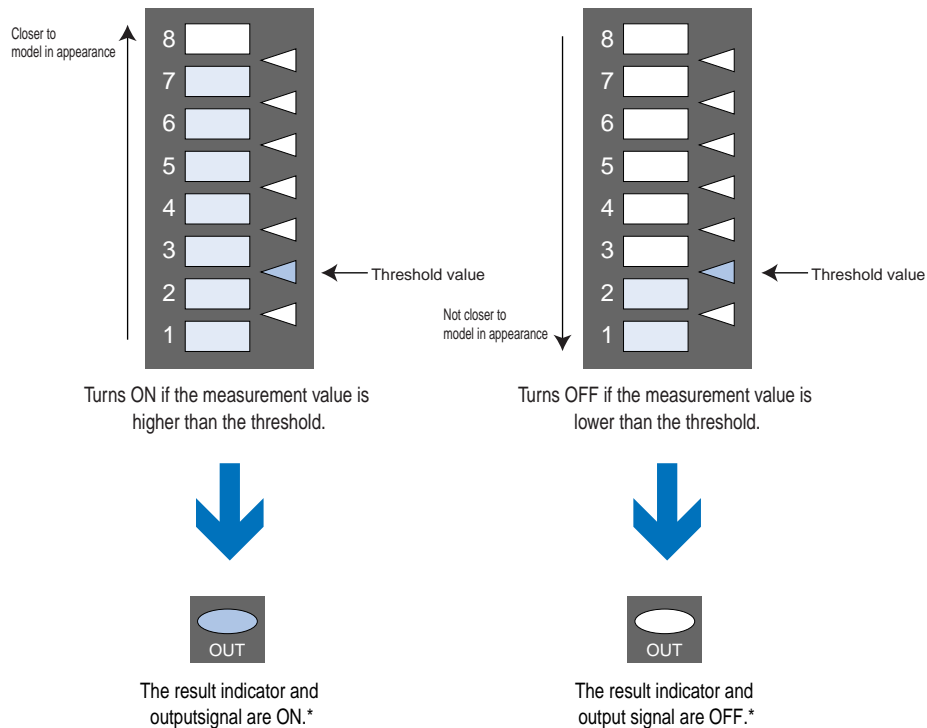 Closer to
model in appearance
8
7
6
5
4
3
2
1
Threshold value
Turns ON if the measurement value is
higher than the threshold.
OUT
The result indicator and
outputsignal are ON.*
8
7
6
5
4
3
2
1
Threshold value
Not closer to
model in appearance
Turns OFF if the measurement value is
lower than the threshold.
OUT
The result indicator and
output signal are OFF.*